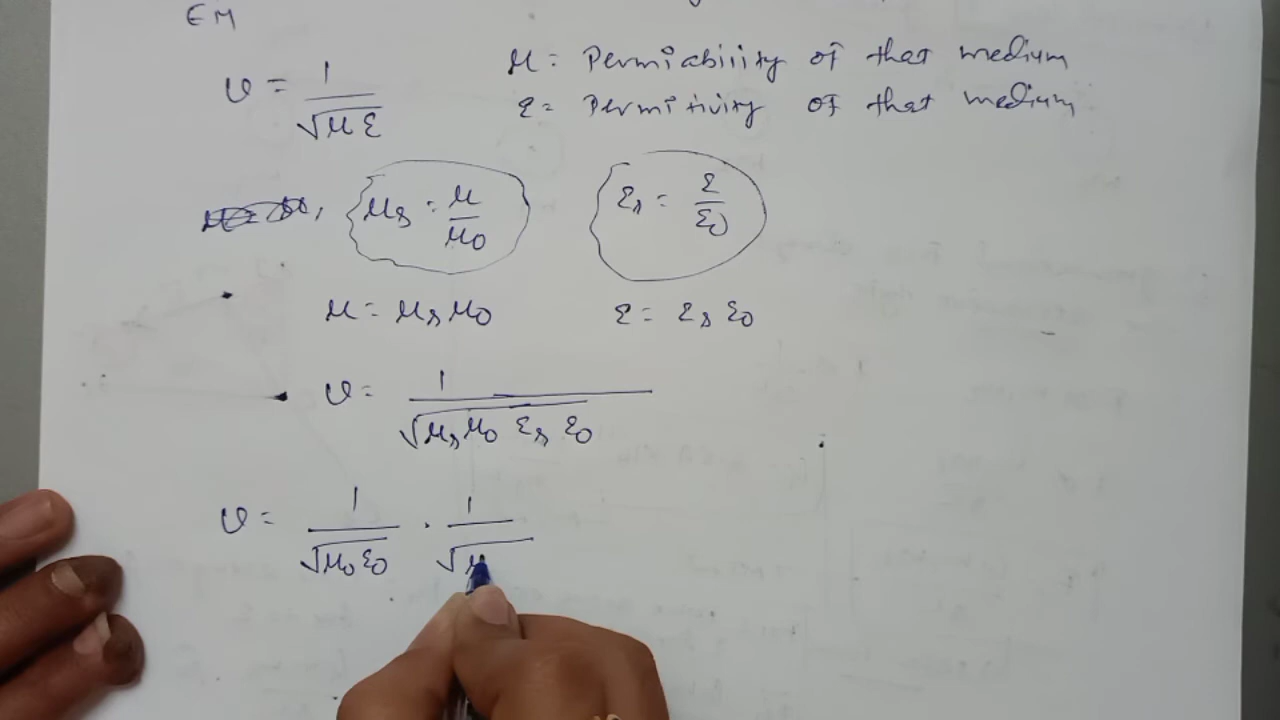 EM
υ = 1/√με   μ = Permiability of that medium
ε = Permitivity of that medium
μr = μ/μ0   εr = ε/ε0
μ = μr μ0   ε = εr ε0
υ = 1/√μr μ0 εr ε0
υ = 1/√μ0 ε0 · 1/√μ